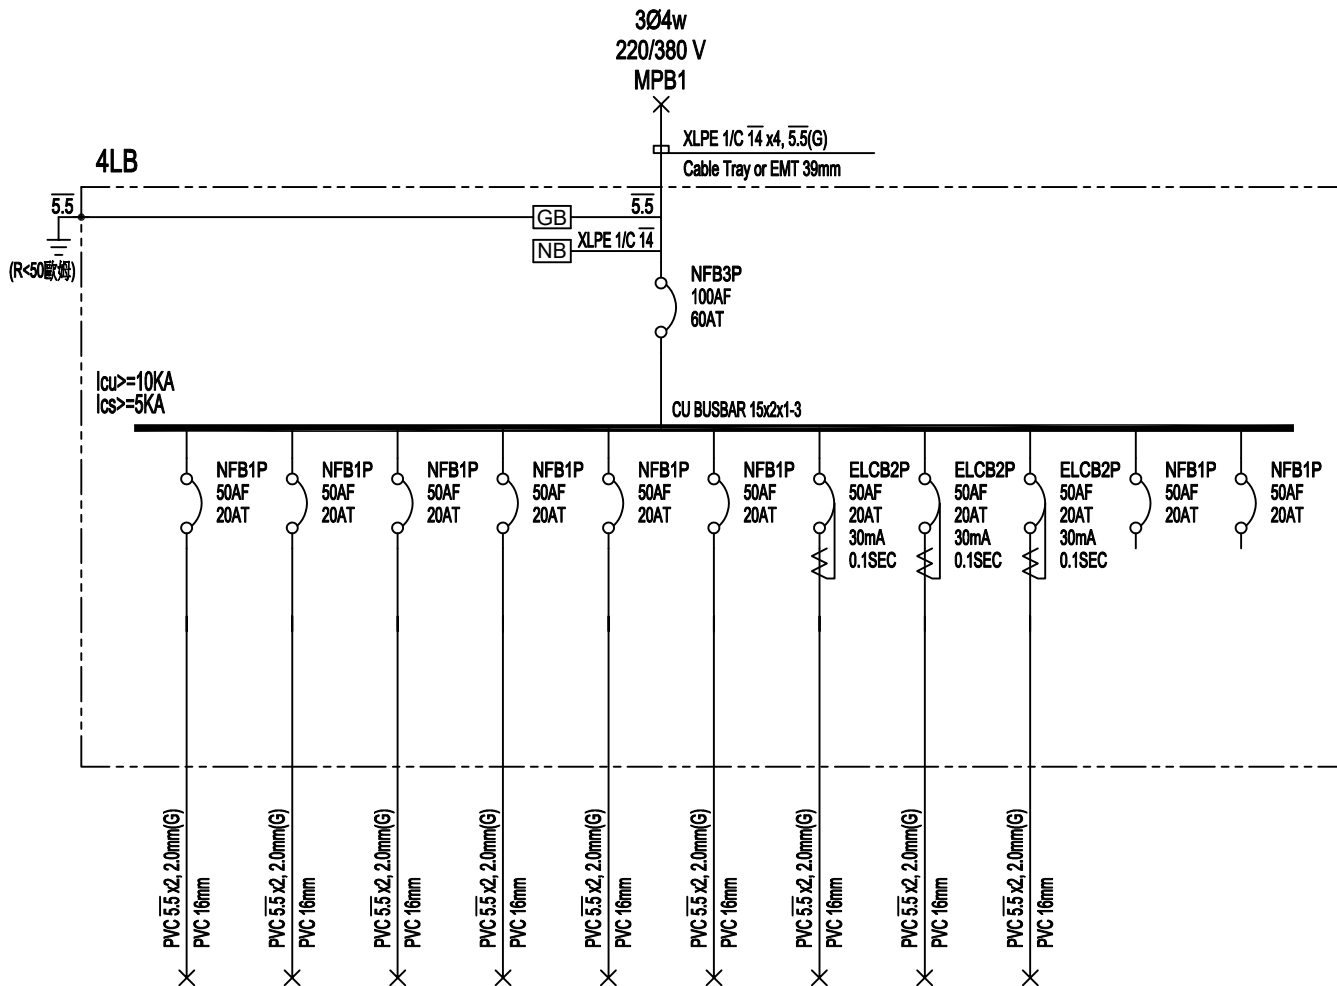 3Ø4w
220/380 V
MPB1
XLPE 1/C 14 x4, 5.5(G)
Cable Tray or EMT 39mm
4LB
5.5
GB
5.5
NB
XLPE 1/C 14
(R<50歐姆)
NFB3P
100AF
60AT
Icu>=10KA
Ics>=5KA
CU BUSBAR 15x2x1-3
NFB1P
50AF
20AT
NFB1P
50AF
20AT
NFB1P
50AF
20AT
NFB1P
50AF
20AT
NFB1P
50AF
20AT
NFB1P
50AF
20AT
ELCB2P
50AF
20AT
30mA
0.1SEC
ELCB2P
50AF
20AT
30mA
0.1SEC
ELCB2P
50AF
20AT
30mA
0.1SEC
NFB1P
50AF
20AT
NFB1P
50AF
20AT
PVC 5.5 x2, 2.0mm(G)
PVC 16mm
PVC 5.5 x2, 2.0mm(G)
PVC 16mm
PVC 5.5 x2, 2.0mm(G)
PVC 16mm
PVC 5.5 x2, 2.0mm(G)
PVC 16mm
PVC 5.5 x2, 2.0mm(G)
PVC 16mm
PVC 5.5 x2, 2.0mm(G)
PVC 16mm
PVC 5.5 x2, 2.0mm(G)
PVC 16mm
PVC 5.5 x2, 2.0mm(G)
PVC 16mm
PVC 5.5 x2, 2.0mm(G)
PVC 16mm